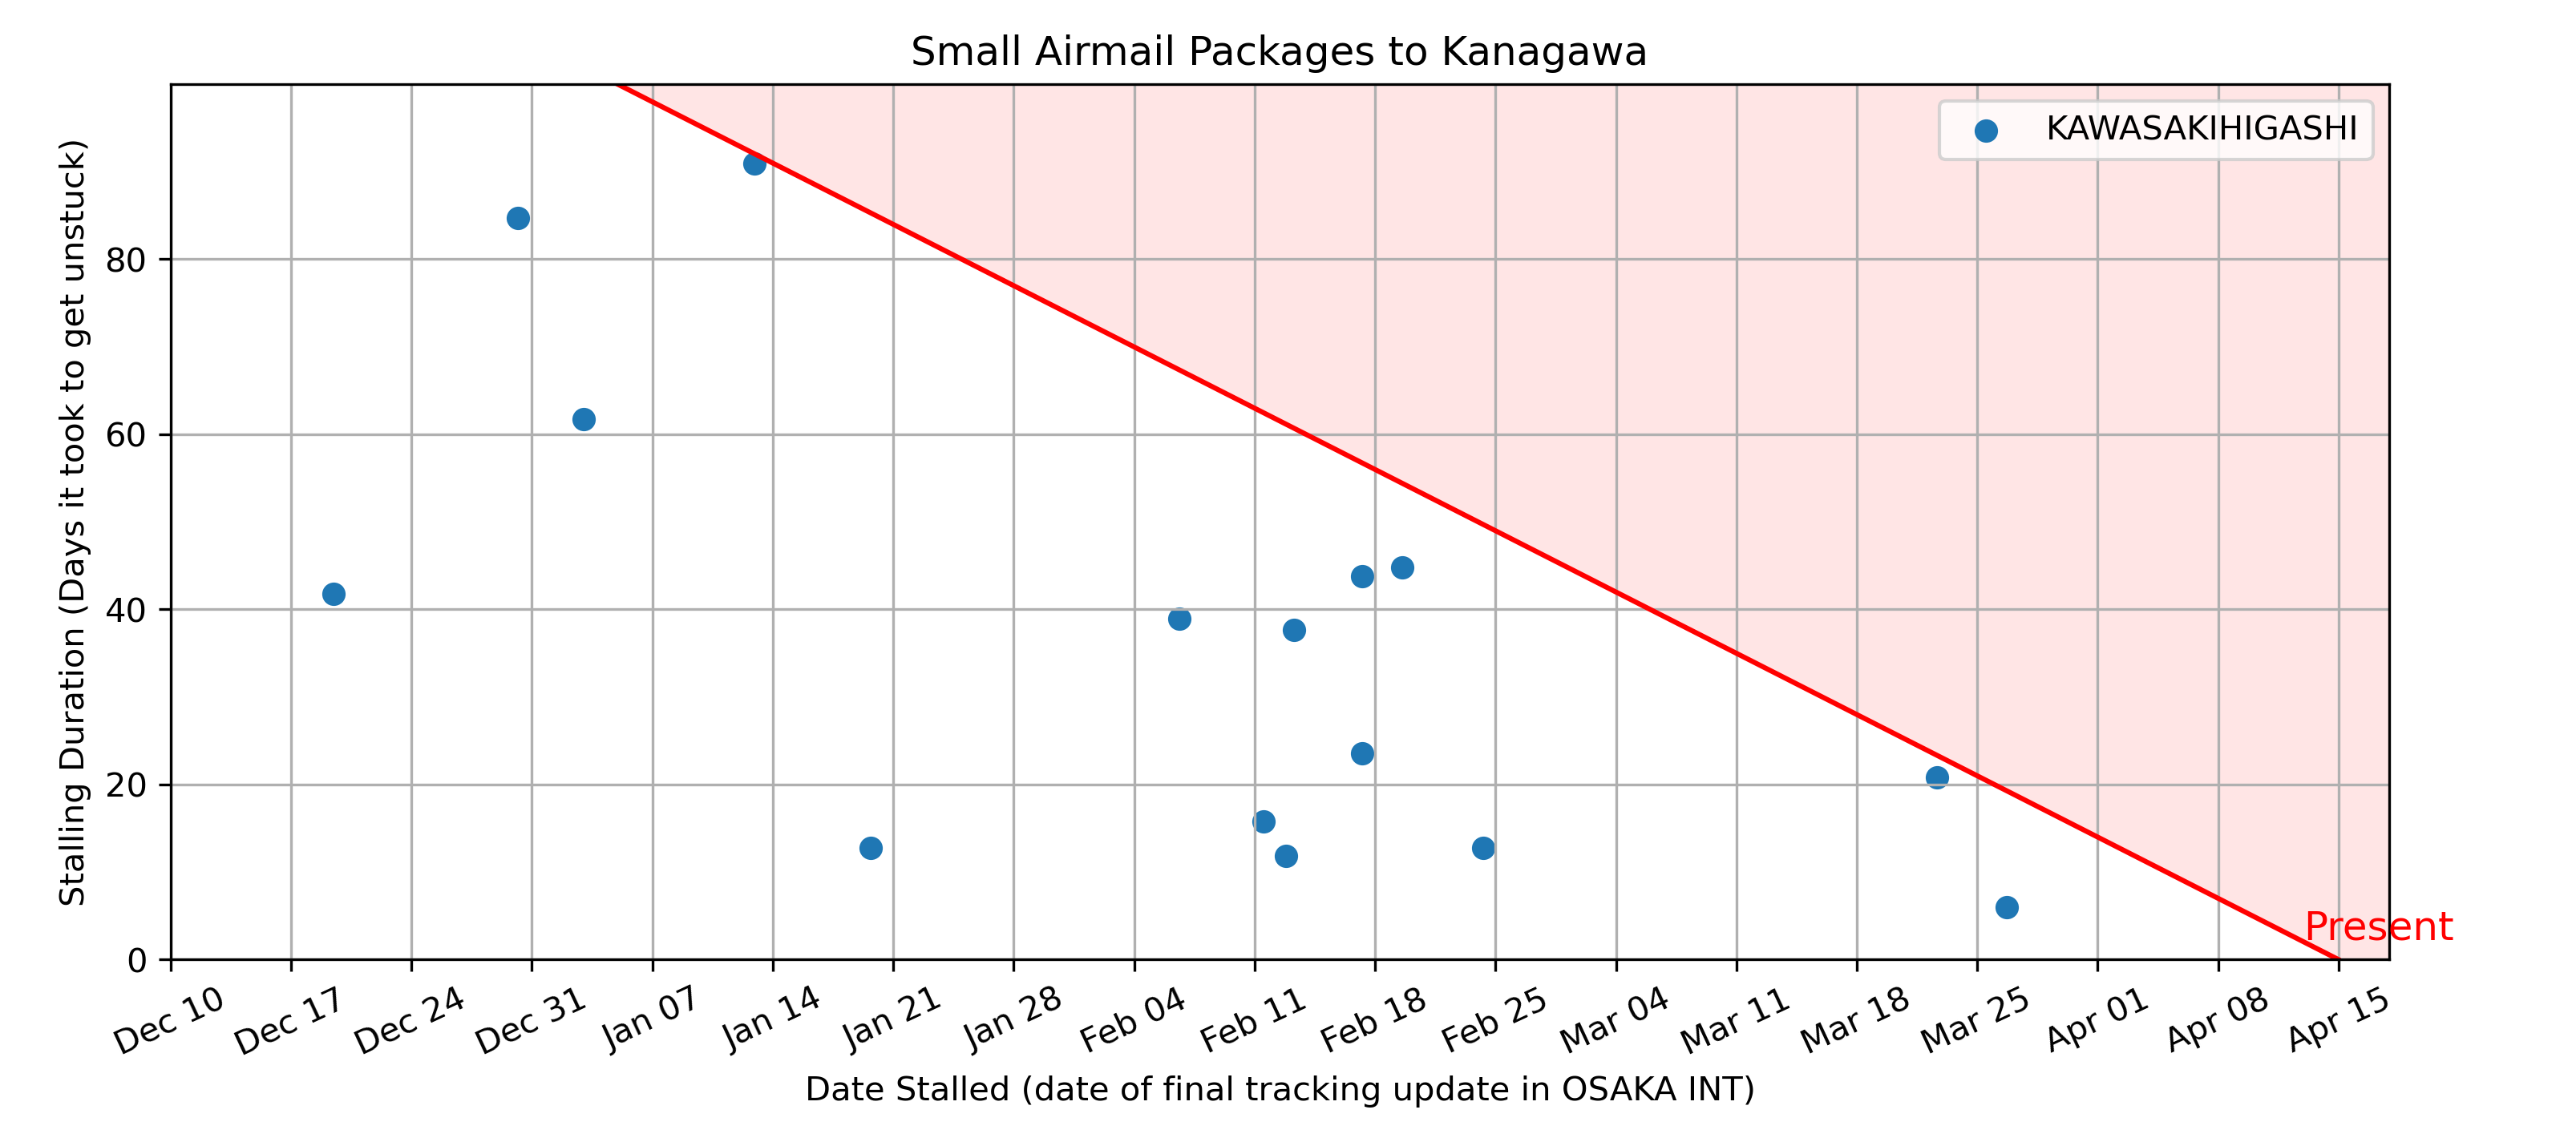 Small Airmail Packages to Kanagawa
KAWASAKIHIGASHI
Stalling Duration (Days it took to get unstuck)
80
60
40
20
0
Present
Dec 10
Dec 17
Dec 24
Dec 31
Jan 07
Jan 14
Jan 21
Jan 28
Feb 04
Feb 11
Feb 18
Feb 25
Mar 04
Mar 11
Mar 18
Mar 25
Apr 01
Apr 08
Apr 15
Date Stalled (date of final tracking update in OSAKA INT)